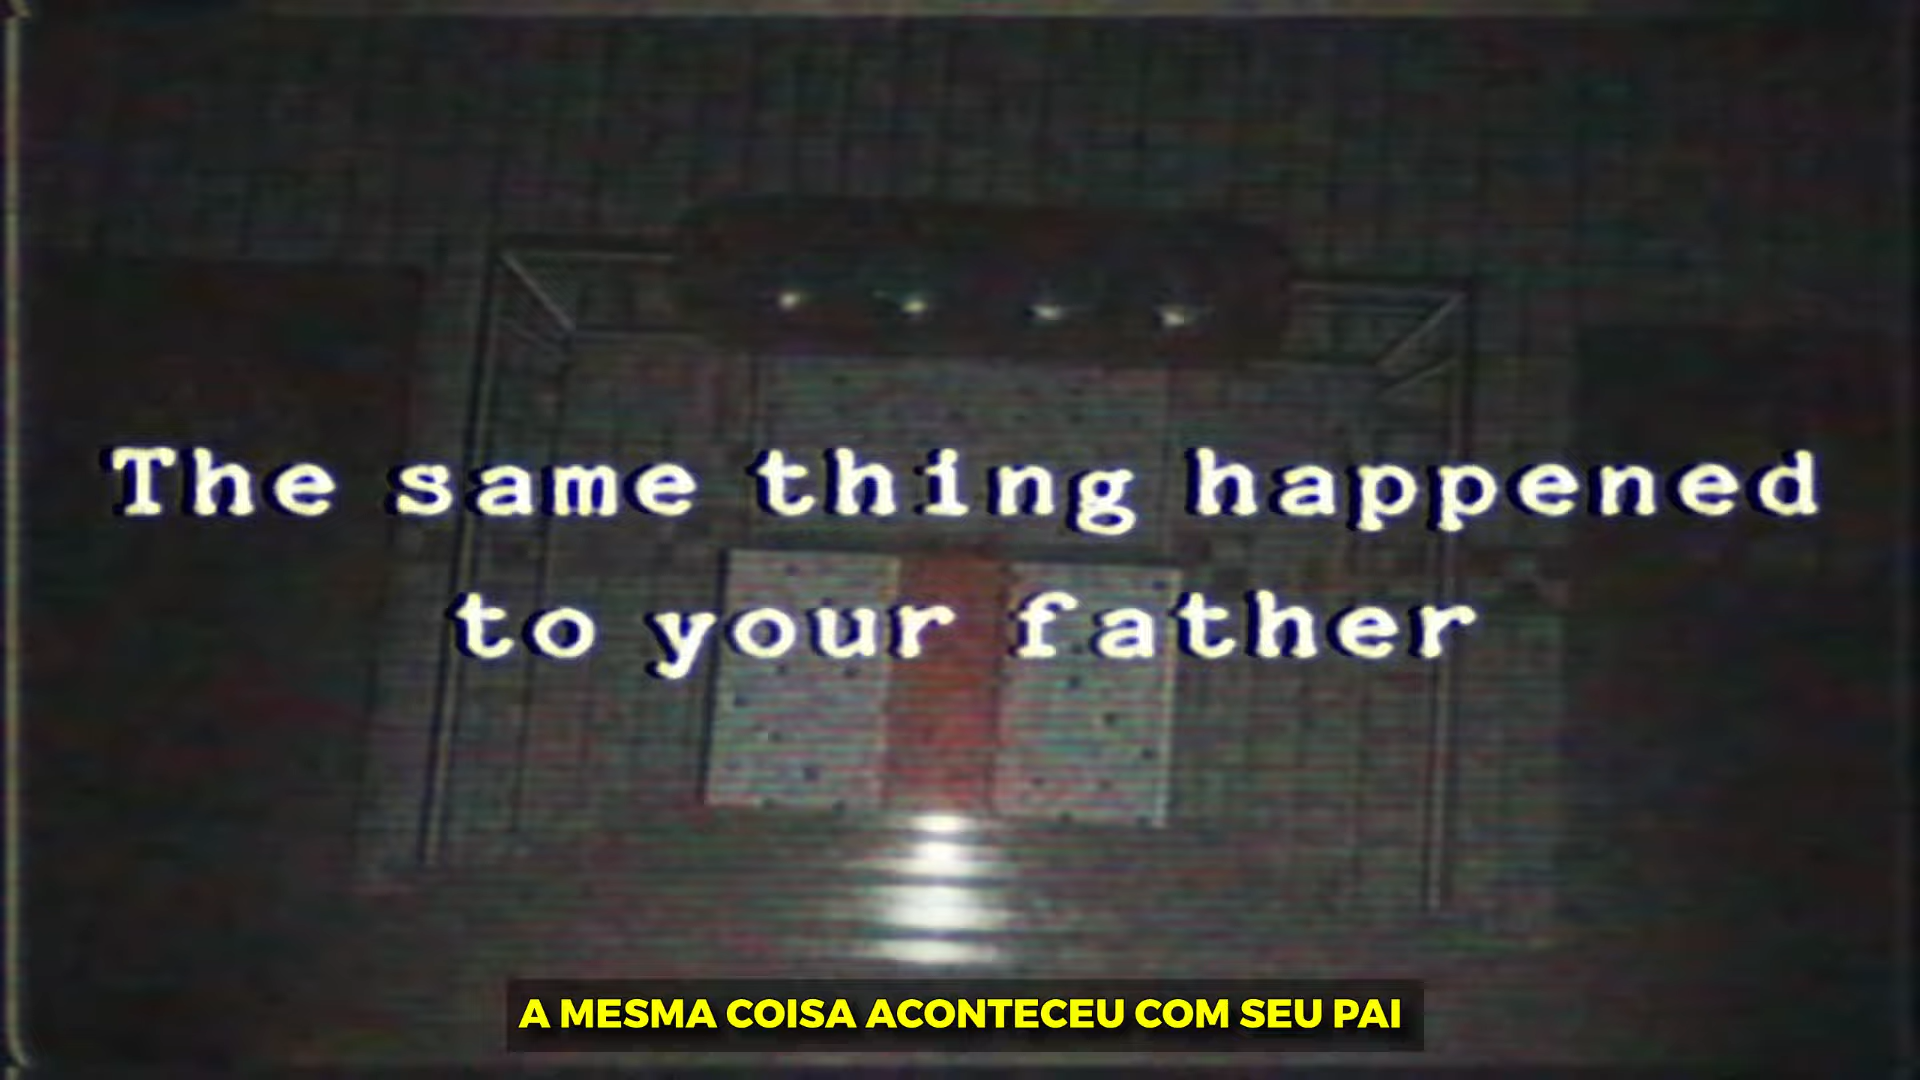 The same thing happened
to your father
A MESMA COISA ACONTECEU COM SEU PAI